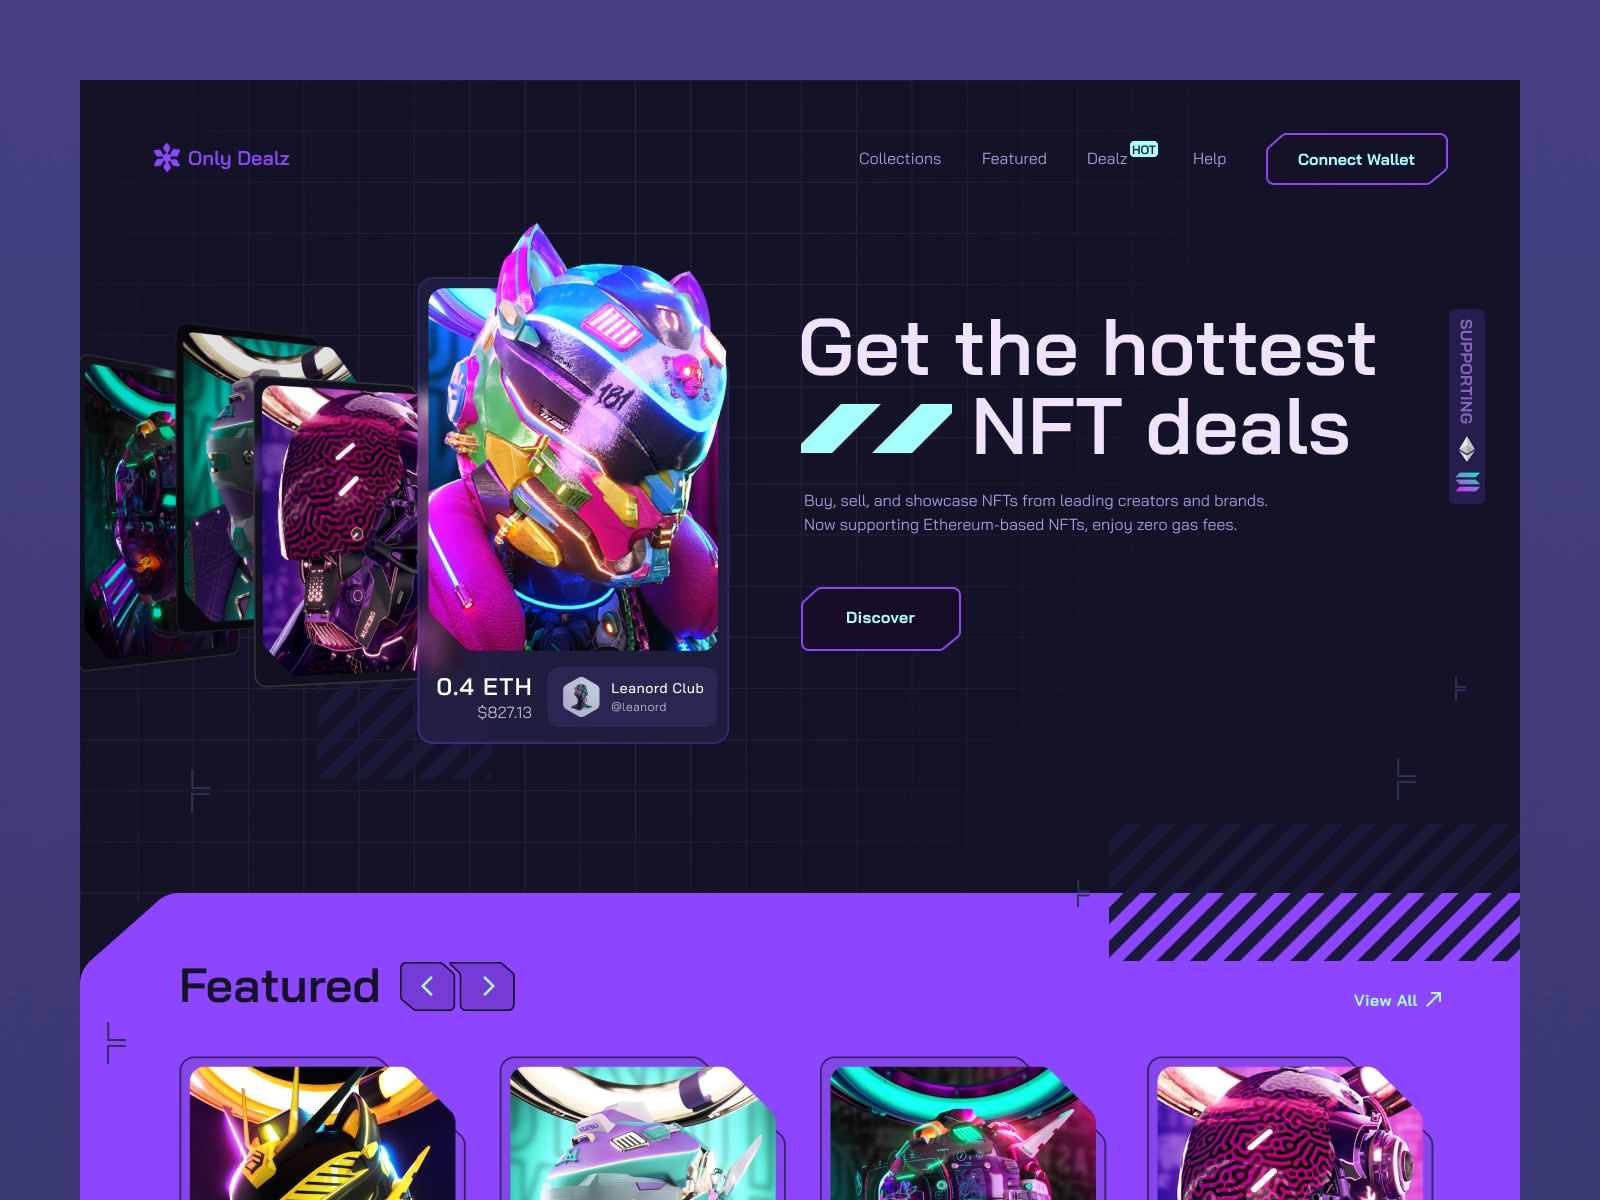 Only Dealz
Collections
Featured
Dealz
HOT
Help
Connect Wallet
Get the hottest
NFT deals
SUPPORTING
Buy, sell, and showcase NFTs from leading creators and brands.
Now supporting Ethereum-based NFTs, enjoy zero gas fees.
Discover
181
0.4 ETH
$827.13
Leanord Club
@leanord
Featured
View All